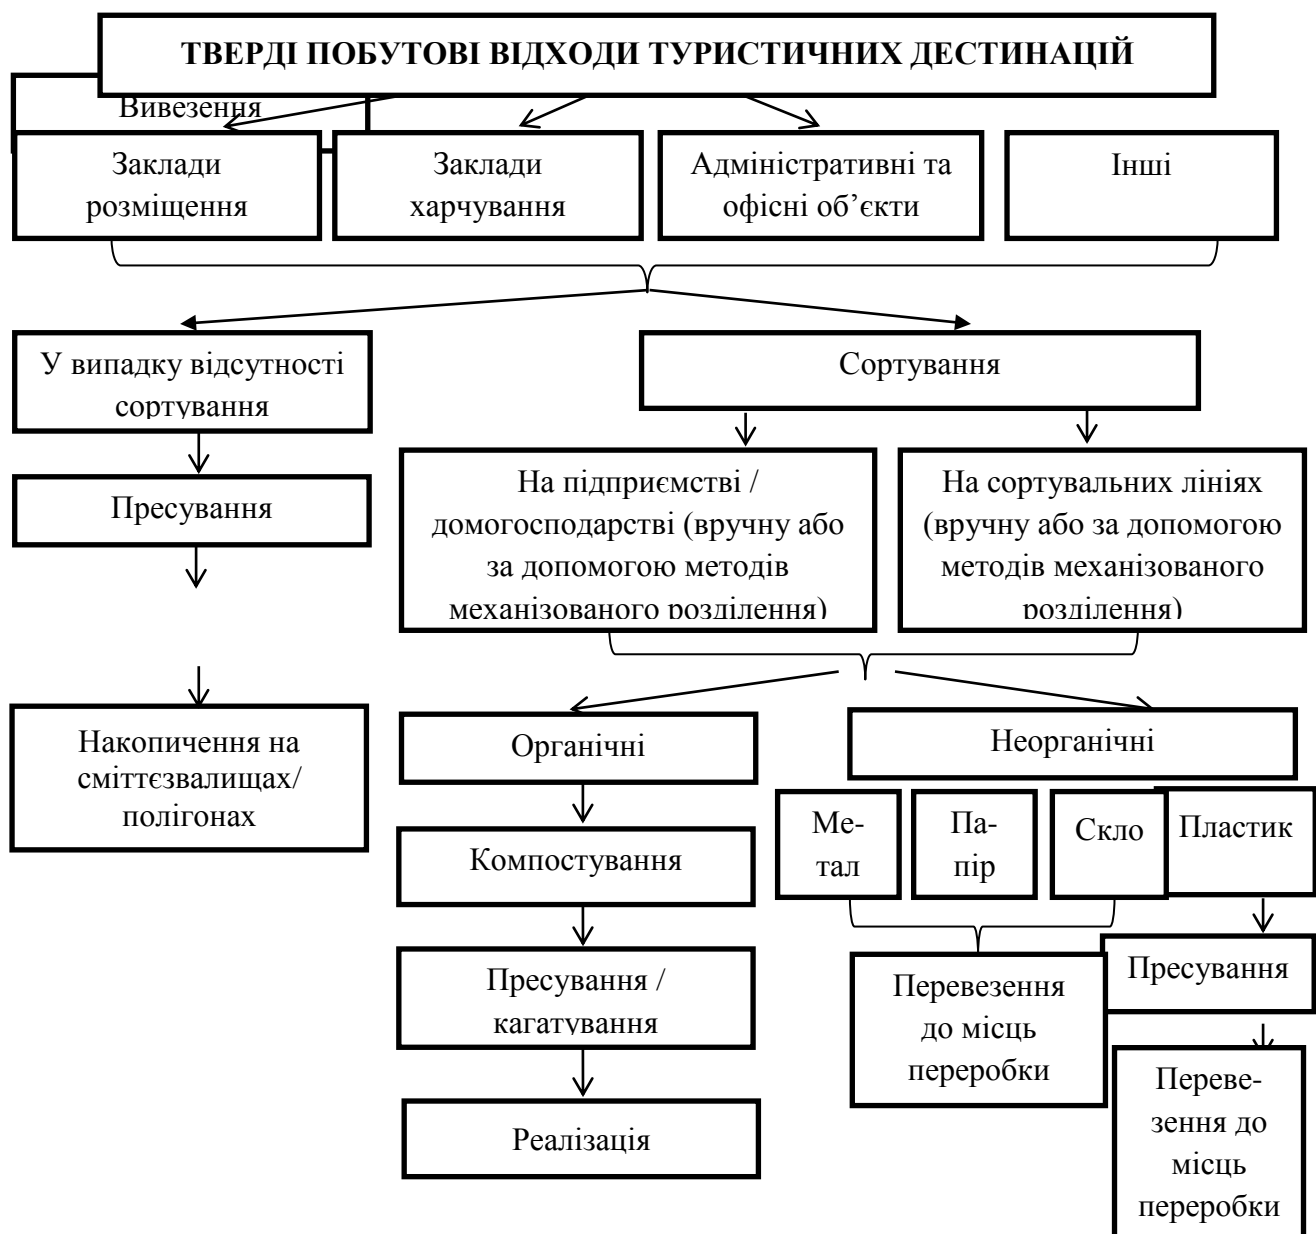 ТВЕРДІ ПОБУТОВІ ВІДХОДИ ТУРИСТИЧНИХ ДЕСТИНАЦІЙ
Вивезення
Заклади
розміщення
Заклади
харчування
Адміністративні та
офісні об’єкти
Інші
У випадку відсутності
сортування
Сортування
Пресування
На підприємстві /
домогосподарстві (вручну або
за допомогою методів
механізованого розділення)
На сортувальних лініях
(вручну або за допомогою
методів механізованого
розділення)
Накопичення на
сміттєзвалищах/
полігонах
Органічні
Неорганічні
Компостування
Ме-
тал
Па-
пір
Скло
Пластик
Пресування /
кагатування
Перевезення
до місць
переробки
Пресування
Реалізація
Переве-
зення до
місць
переробки